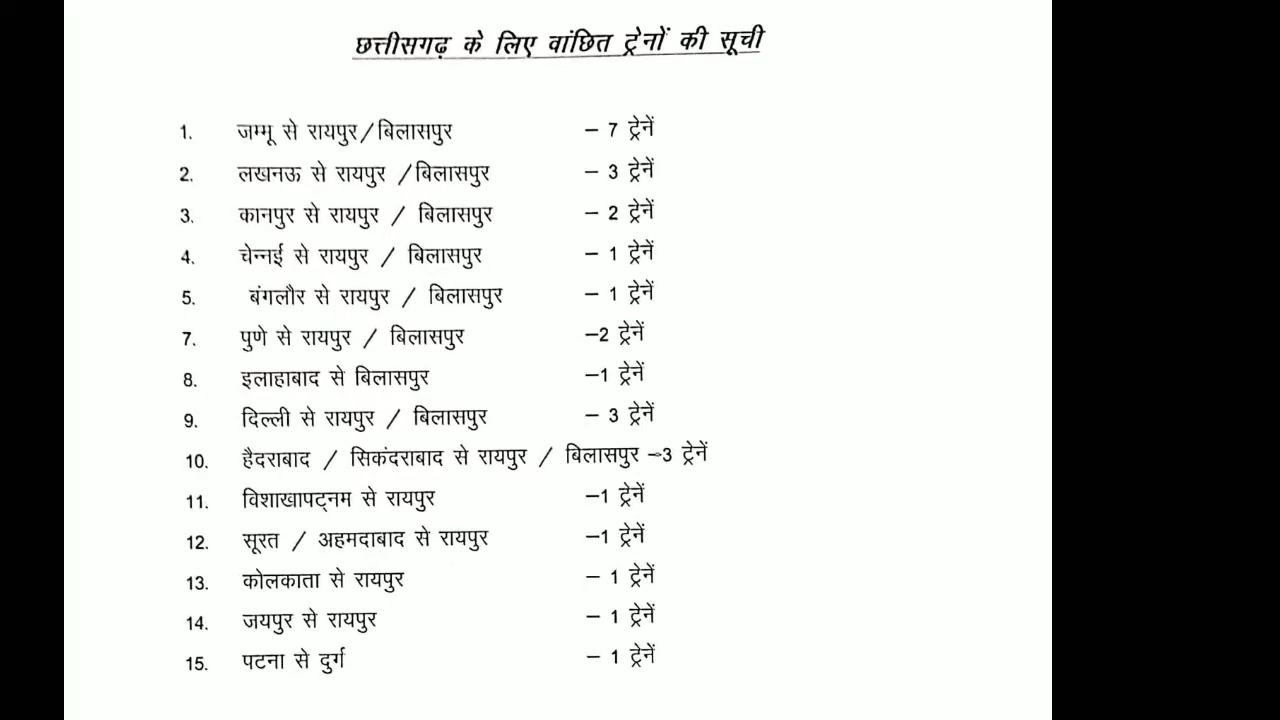 छत्तीसगढ़ के लिए वांछित ट्रेनों की सूची
1. जम्मू से रायपुर/बिलासपुर – 7 ट्रेनें
2. लखनऊ से रायपुर /बिलासपुर – 3 ट्रेनें
3. कानपुर से रायपुर / बिलासपुर – 2 ट्रेनें
4. चेन्नई से रायपुर / बिलासपुर – 1 ट्रेनें
5. बंगलौर से रायपुर / बिलासपुर – 1 ट्रेनें
7. पुणे से रायपुर / बिलासपुर –2 ट्रेनें
8. इलाहाबाद से बिलासपुर –1 ट्रेनें
9. दिल्ली से रायपुर / बिलासपुर – 3 ट्रेनें
10. हैदराबाद / सिकंदराबाद से रायपुर / बिलासपुर –3 ट्रेनें
11. विशाखापट्नम से रायपुर –1 ट्रेनें
12. सूरत / अहमदाबाद से रायपुर –1 ट्रेनें
13. कोलकाता से रायपुर – 1 ट्रेनें
14. जयपुर से रायपुर – 1 ट्रेनें
15. पटना से दुर्ग – 1 ट्रेनें